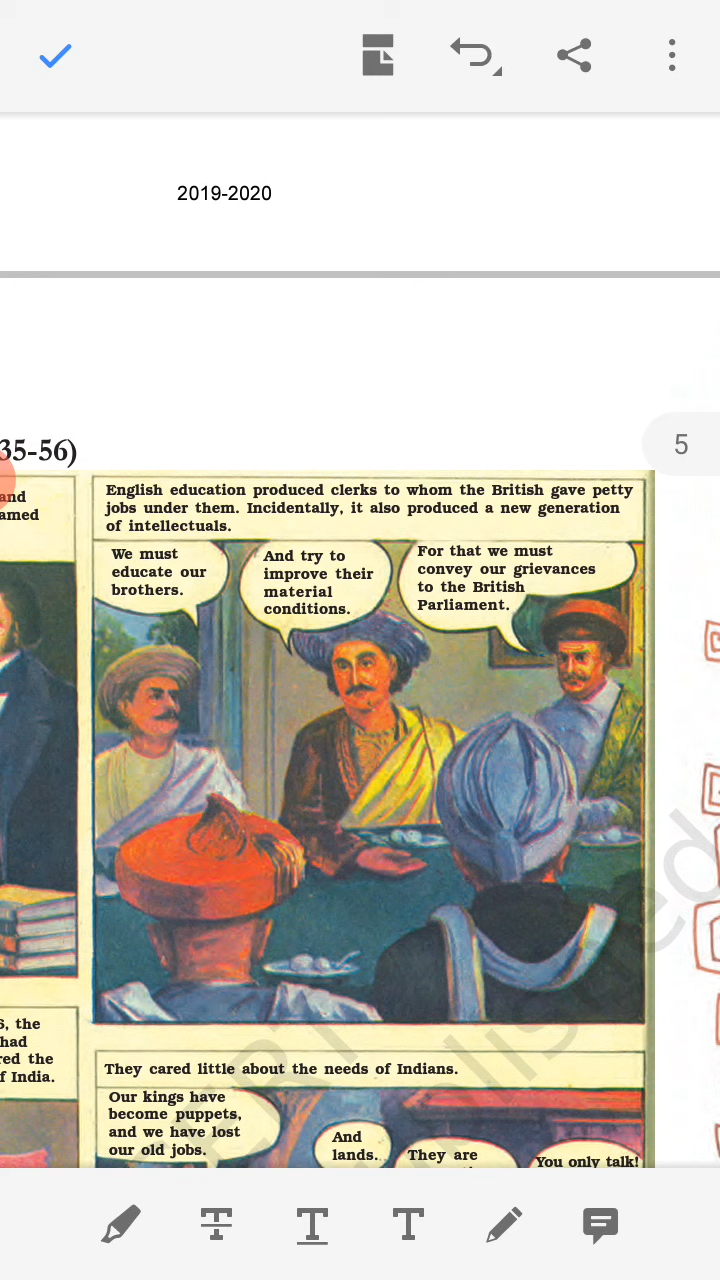 2019-2020
35-56)
5
and
amed
English education produced clerks to whom the British gave petty
jobs under them. Incidentally, it also produced a new generation
of intellectuals.
We must
educate our
brothers.
And try to
improve their
material
conditions.
For that we must
convey our grievances
to the British
Parliament.
6, the
had
red the
f India.
They cared little about the needs of Indians.
Our kings have
become puppets,
and we have lost
our old jobs.
And
lands.
They are
You only talk!